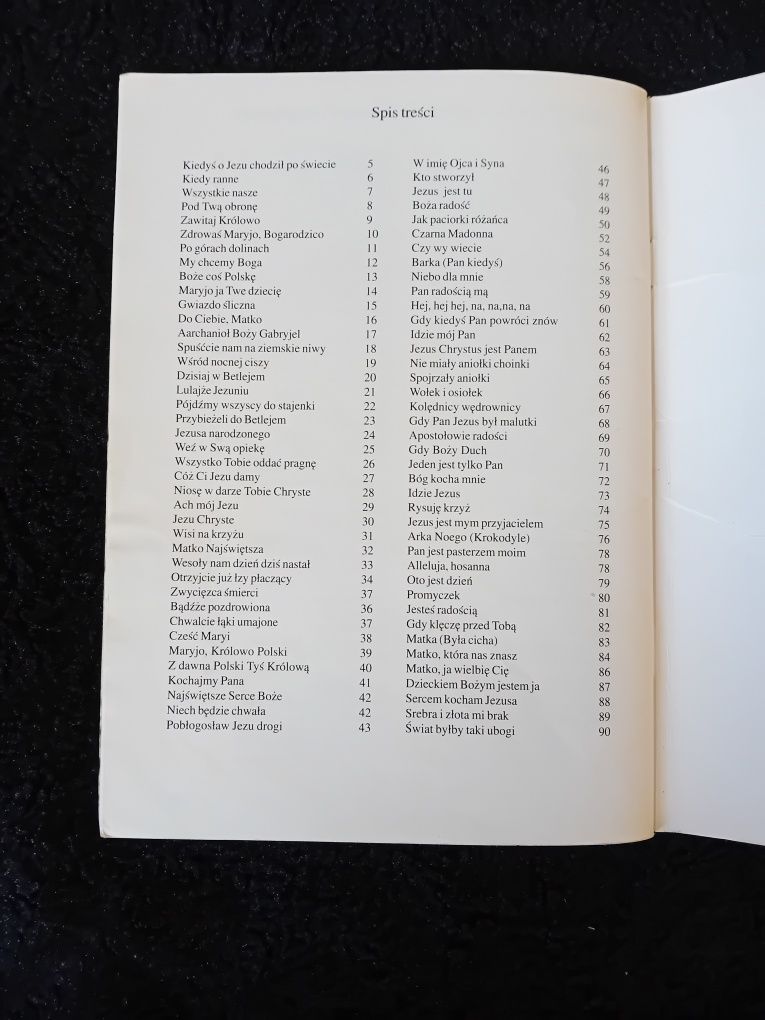 Spis treści
Kiedyś o Jezu chodził po świecie 5
Kiedy ranne 6
Wszystkie nasze 7
Pod Twą obronę 8
Zawitaj Królowo 9
Zdrowaś Maryjo, Bogarodzico 10
Po górach dolinach 11
My chcemy Boga 12
Boże coś Polskę 13
Maryjo ja Twe dziecię 14
Gwiazdo śliczna 15
Do Ciebie, Matko 16
Aarchanioł Boży Gabryjel 17
Spuśćcie nam na ziemskie niwy 18
Wśród nocnej ciszy 19
Dzisiaj w Betlejem 20
Lulajże Jezuniu 21
Pójdźmy wszyscy do stajenki 22
Przybieżeli do Betlejem 23
Jezusa narodzonego 24
Weź w Swą opiekę 25
Wszystko Tobie oddać pragnę 26
Cóż Ci Jezu damy 27
Niosę w darze Tobie Chryste 28
Ach mój Jezu 29
Jezu Chryste 30
Wisi na krzyżu 31
Matko Najświętsza 32
Wesoły nam dzień dziś nastał 33
Otrzyjcie już łzy płaczący 34
Zwycięzca śmierci 37
Bądźże pozdrowiona 36
Chwalcie łąki umajone 37
Cześć Maryi 38
Maryjo, Królowo Polski 39
Z dawna Polski Tyś Królową 40
Kochajmy Pana 41
Najświętsze Serce Boże 42
Niech będzie chwała 42
Pobłogosław Jezu drogi 43
W imię Ojca i Syna 46
Kto stworzył 47
Jezus jest tu 48
Boża radość 49
Jak paciorki różańca 50
Czarna Madonna 52
Czy wy wiecie 54
Barka (Pan kiedyś) 56
Niebo dla mnie 58
Pan radością mą 59
Hej, hej hej, na, na,na, na 60
Gdy kiedyś Pan powróci znów 61
Idzie mój Pan 62
Jezus Chrystus jest Panem 63
Nie miały aniołki choinki 64
Spojrzały aniołki 65
Wołek i osiołek 66
Kolędnicy wędrownicy 67
Gdy Pan Jezus był malutki 68
Apostołowie radości 69
Gdy Boży Duch 70
Jeden jest tylko Pan 71
Bóg kocha mnie 72
Idzie Jezus 73
Rysuję krzyż 74
Jezus jest mym przyjacielem 75
Arka Noego (Krokodyle) 76
Pan jest pasterzem moim 78
Alleluja, hosanna 78
Oto jest dzień 79
Promyczek 80
Jesteś radością 81
Gdy klęczę przed Tobą 82
Matka (Była cicha) 83
Matko, która nas znasz 84
Matko, ja wielbię Cię 86
Dzieckiem Bożym jestem ja 87
Sercem kocham Jezusa 88
Srebra i złota mi brak 89
Świat byłby taki ubogi 90